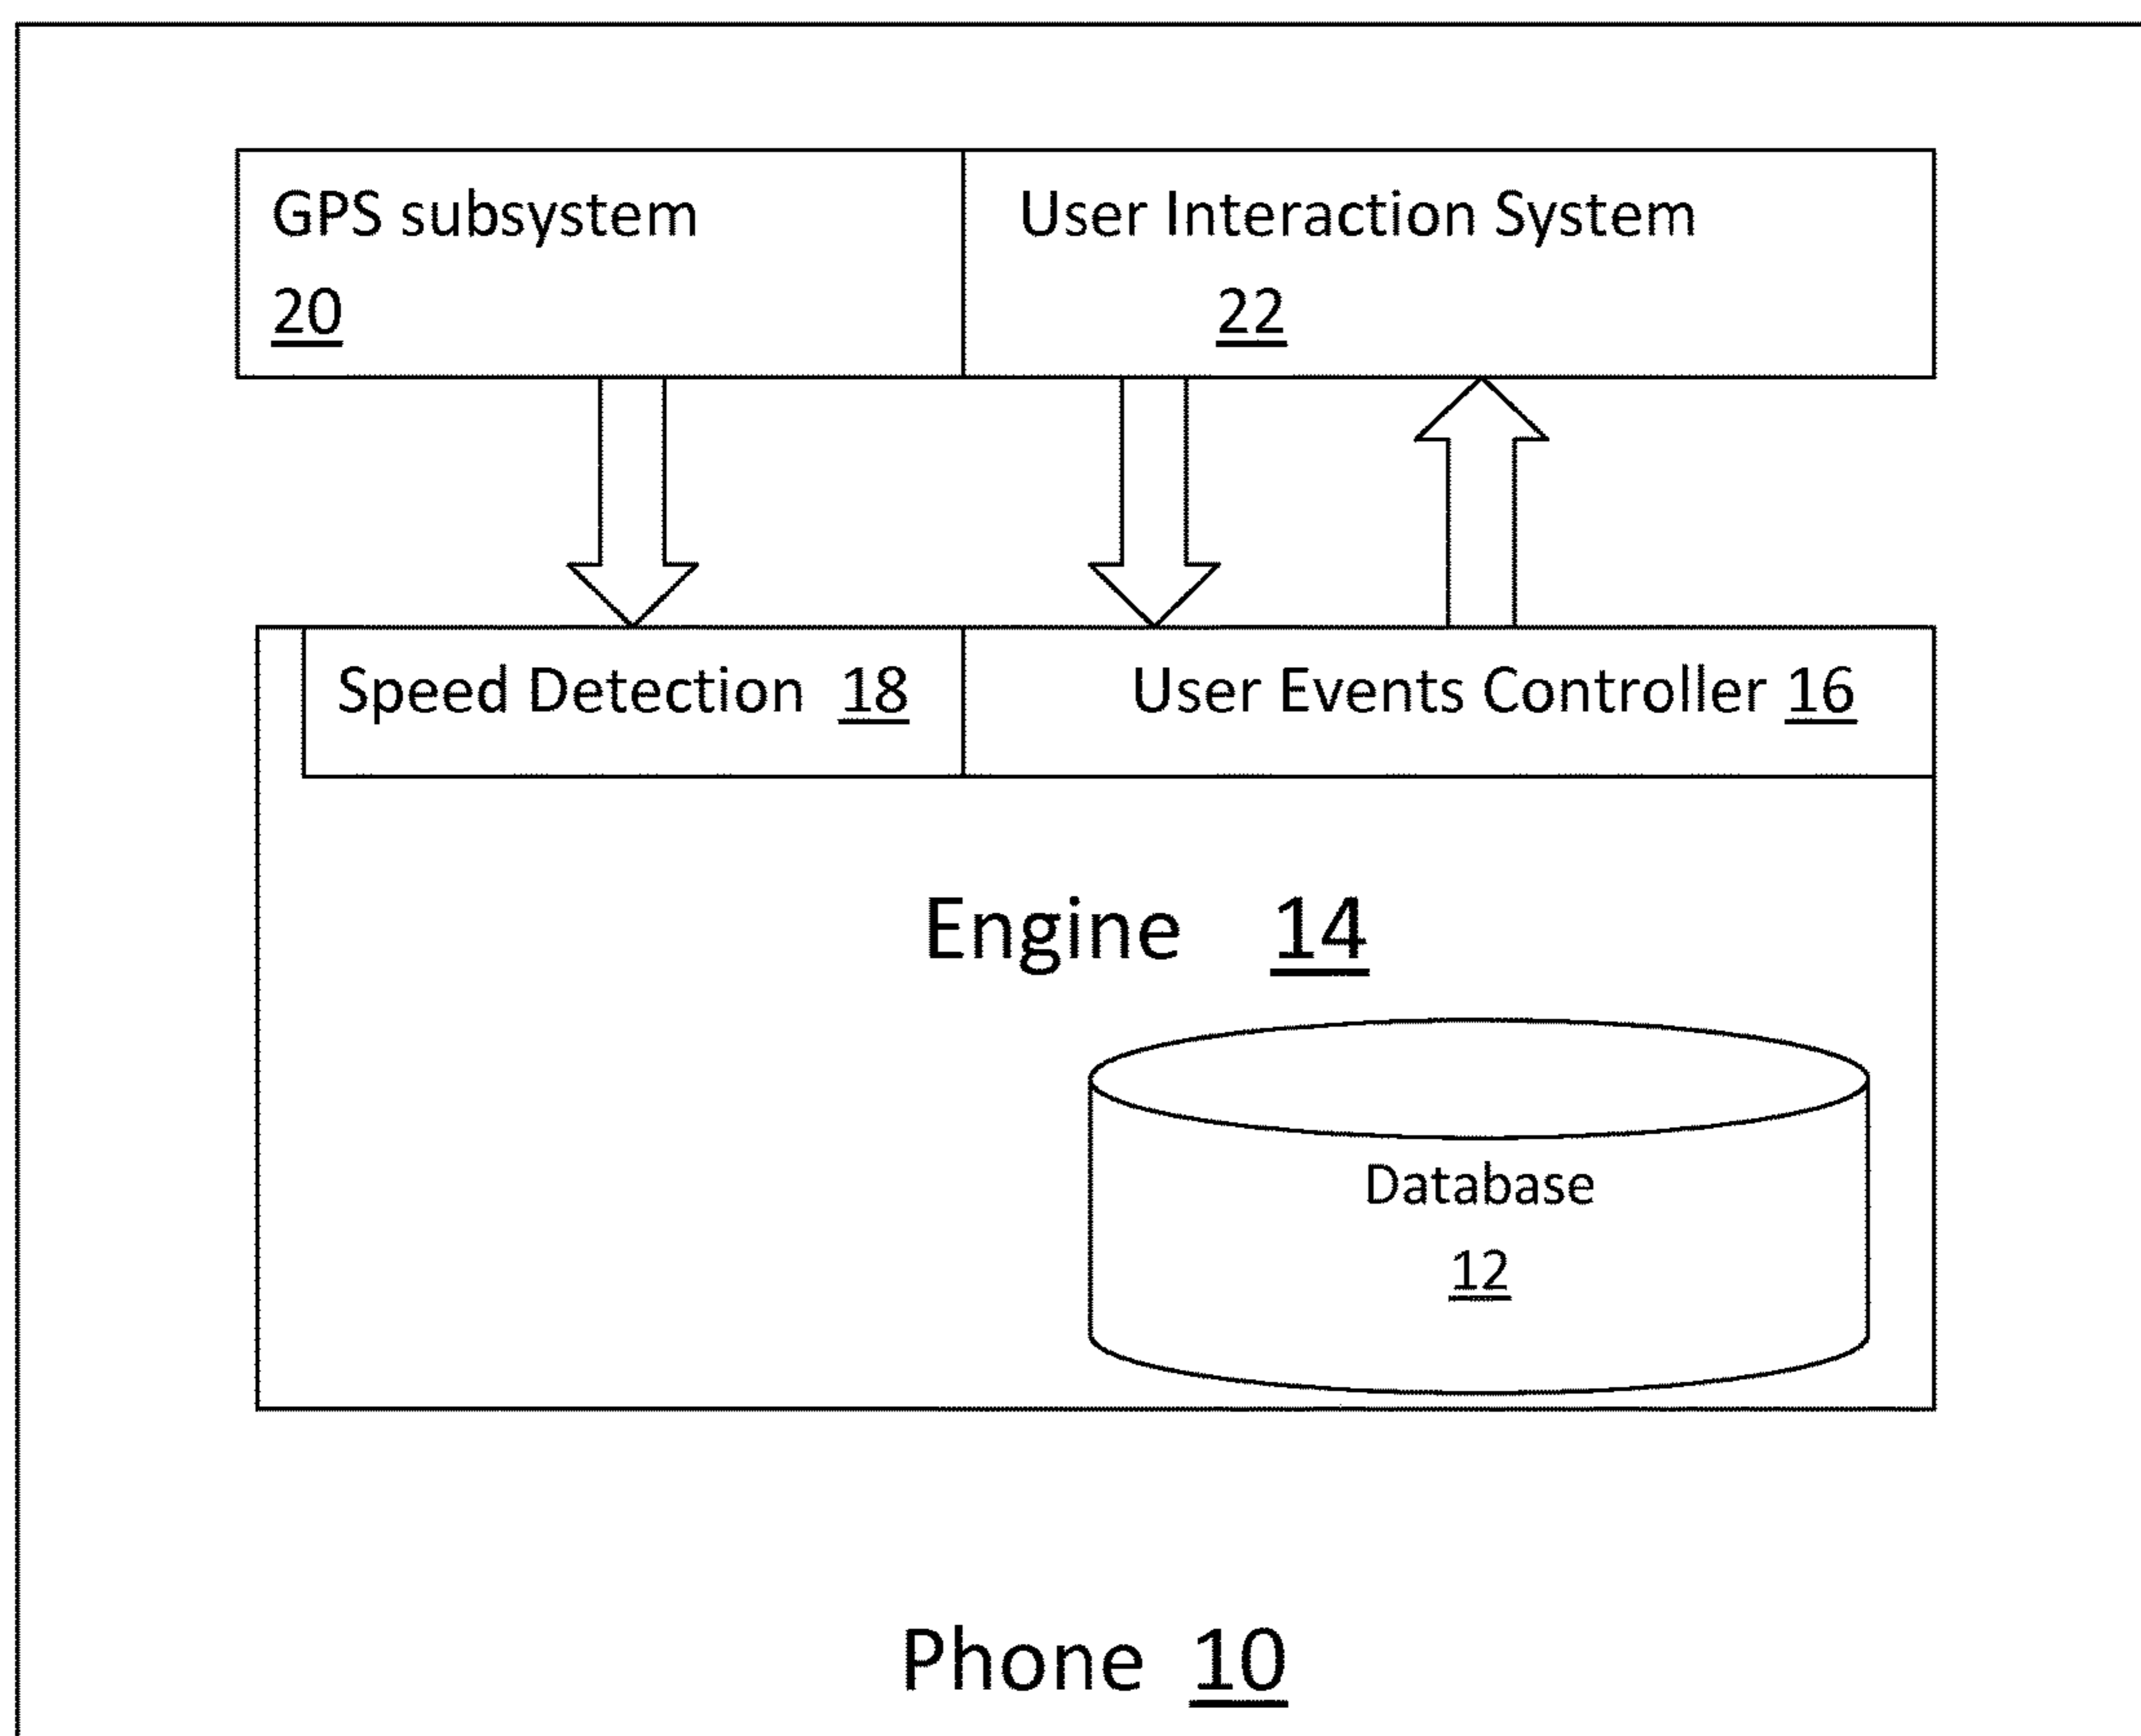 GPS subsystem
20
User Interaction System
22
Speed Detection 18
User Events Controller 16
Engine 14
Database
12
Phone 10